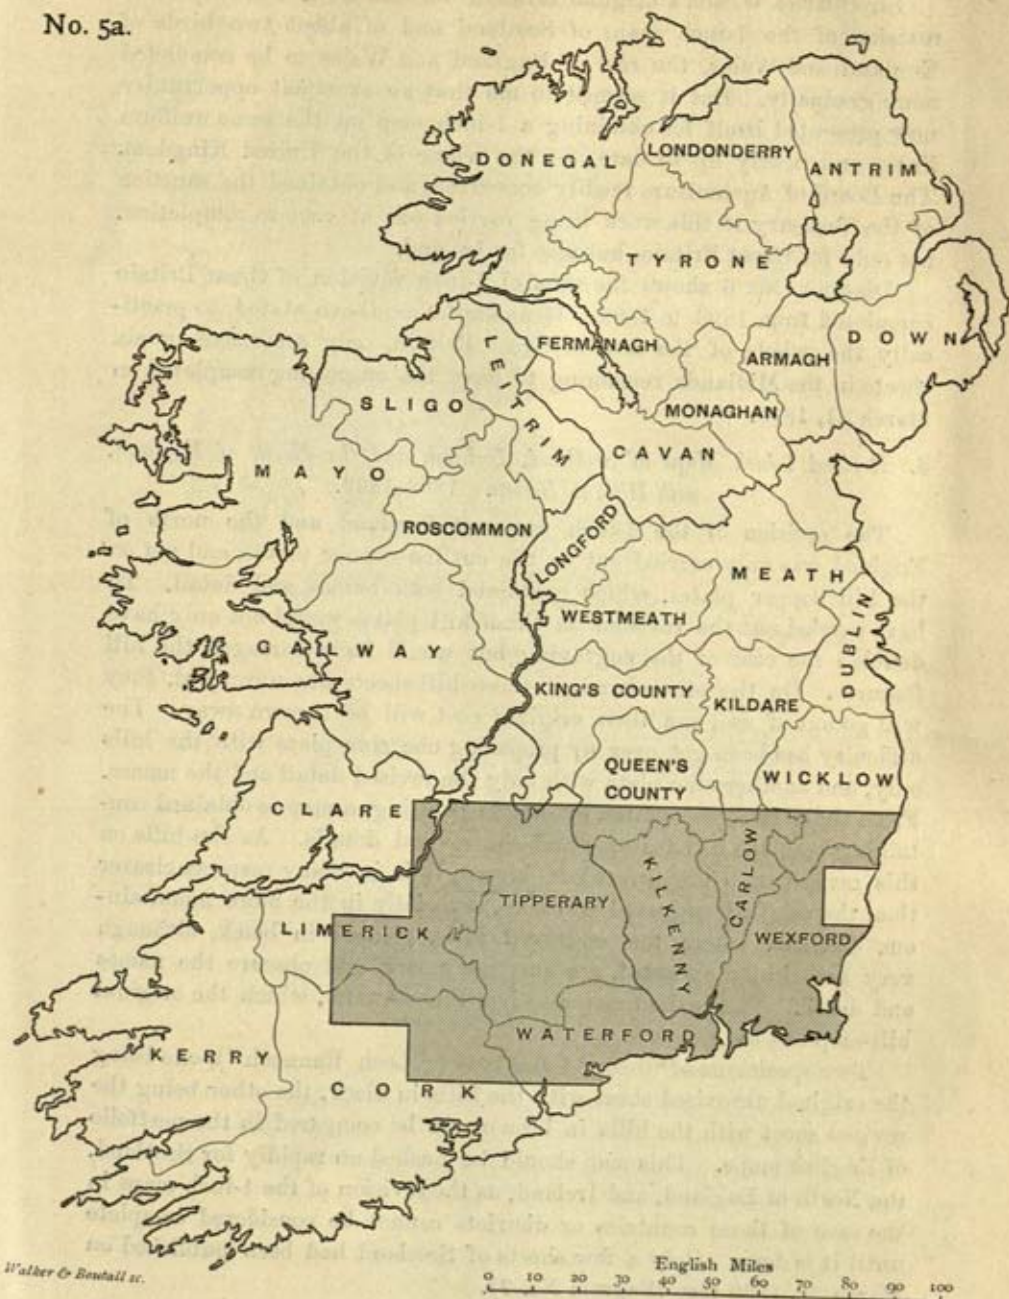 No. 5a.
DONEGAL
LONDONDERRY
ANTRIM
TYRONE
DOWN
FERMANAGH
ARMAGH
LEITRIM
SLIGO
MONAGHAN
CAVAN
MAYO
ROSCOMMON
LONGFORD
MEATH
WESTMEATH
DUBLIN
GALWAY
KING'S COUNTY
KILDARE
QUEEN'S
COUNTY
WICKLOW
CLARE
CARLOW
KILKENNY
TIPPERARY
LIMERICK
WEXFORD
WATERFORD
KERRY
CORK
Walker & Boutall sc.
English Miles
0 10 20 30 40 50 60 70 80 90 100